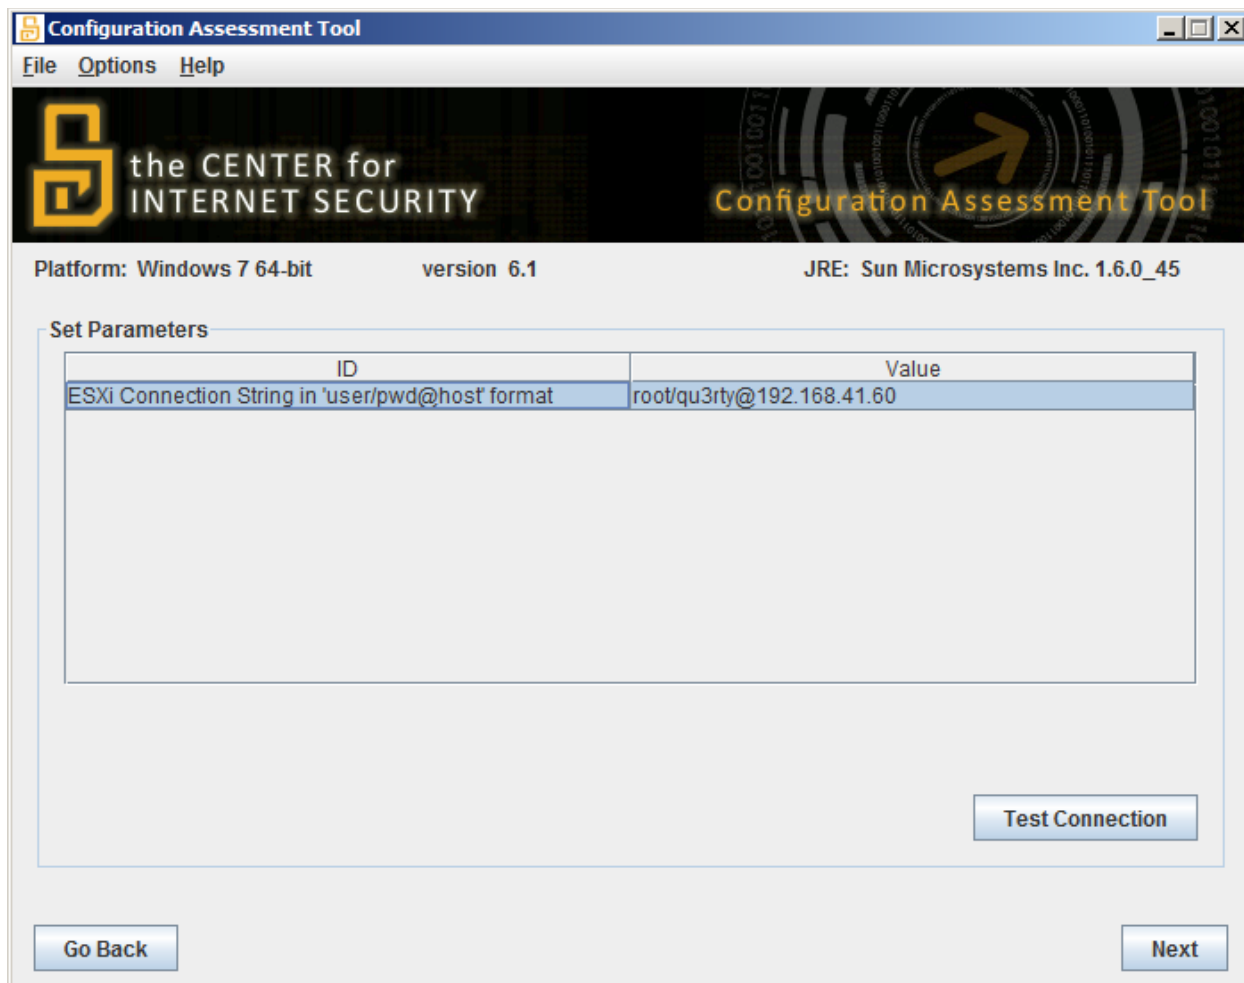 Configuration Assessment Tool
File Options Help
the CENTER for
INTERNET SECURITY
Configuration Assessment Tool
Platform: Windows 7 64-bit version 6.1 JRE: Sun Microsystems Inc. 1.6.0_45
Set Parameters
ID Value
ESXi Connection String in 'user/pwd@host' format root/qu3rty@192.168.41.60
Test Connection
Go Back Next